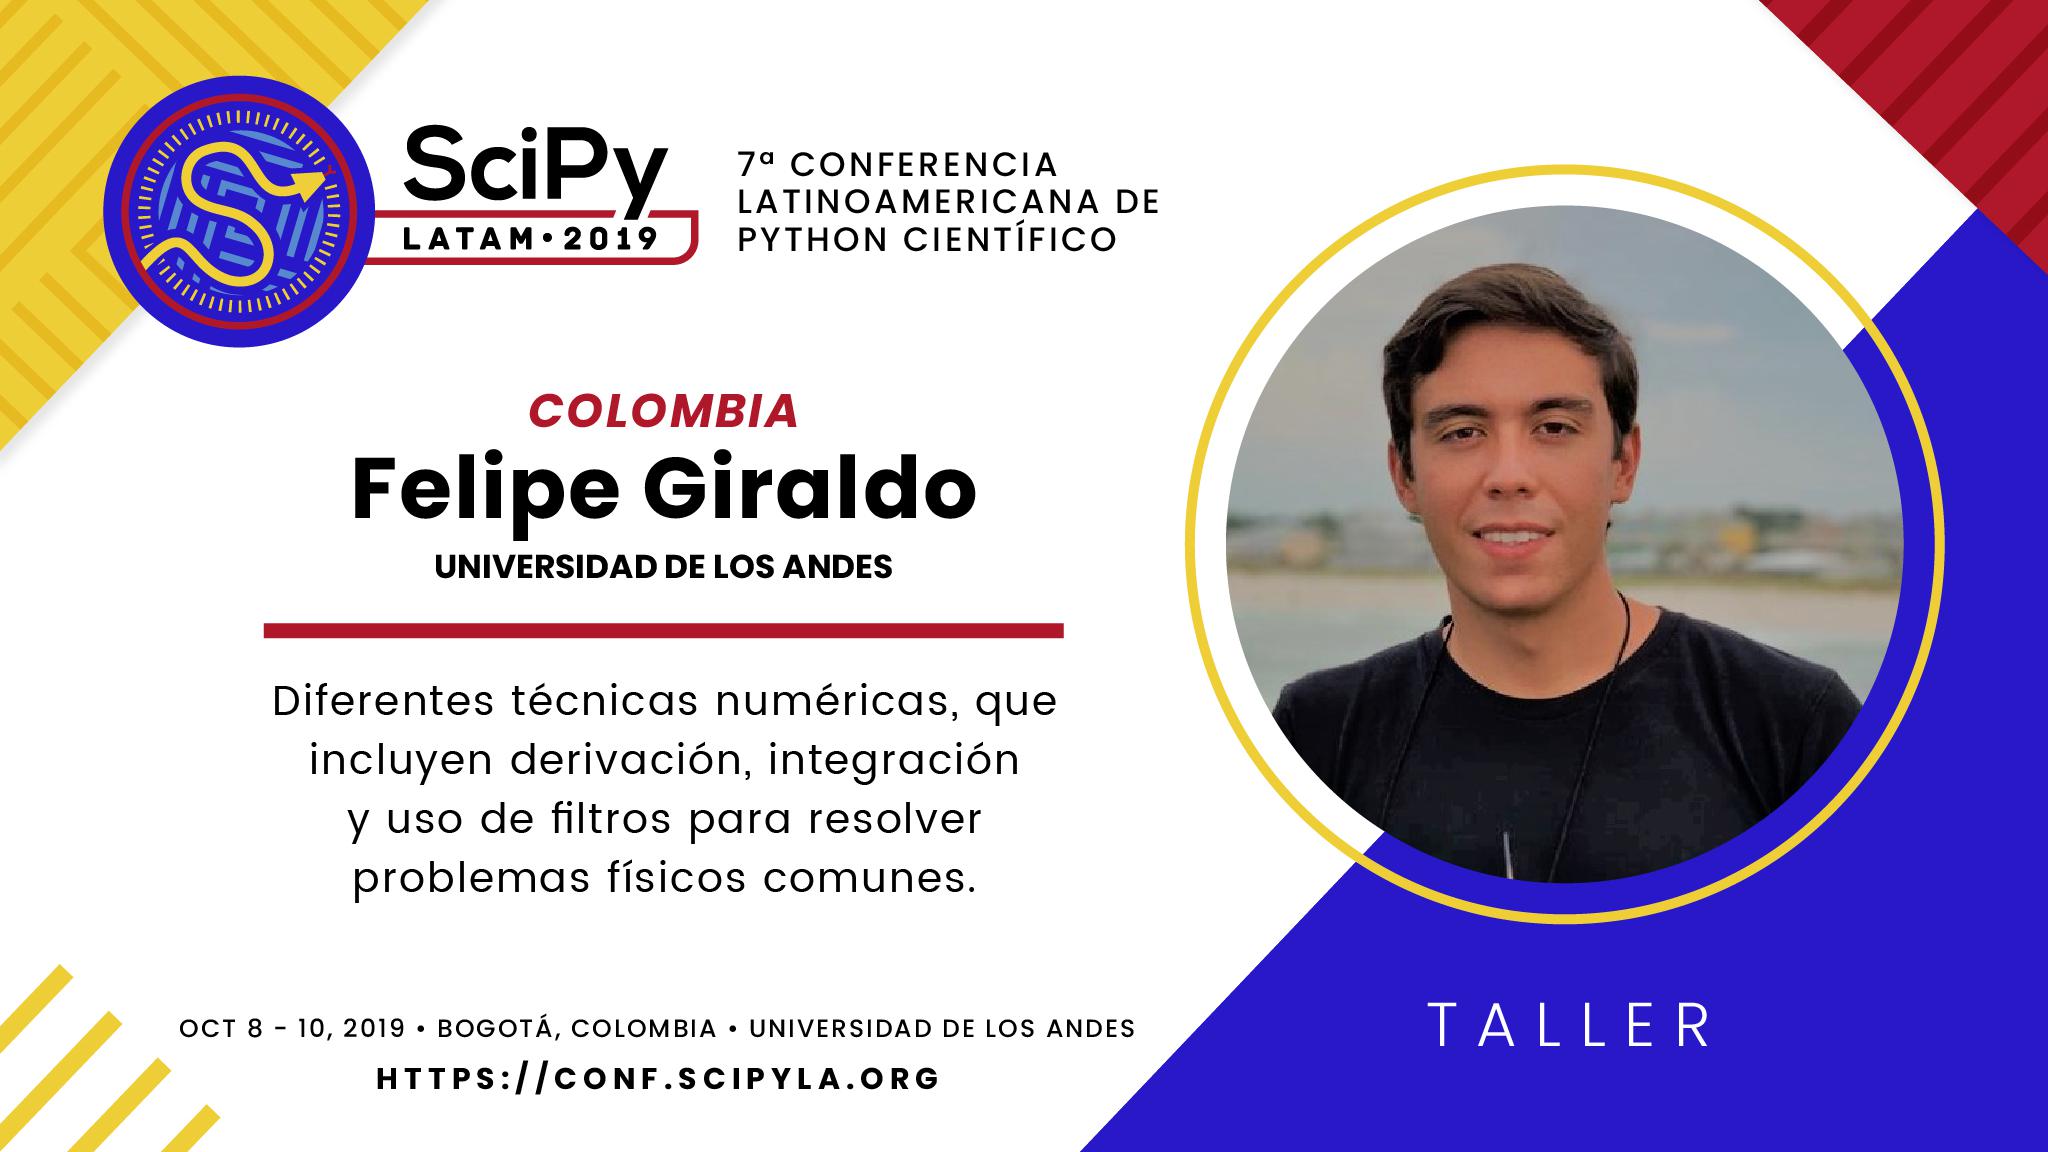 SciPy
LATAM•2019
7ª CONFERENCIA
LATINOAMERICANA DE
PYTHON CIENTÍFICO
COLOMBIA
Felipe Giraldo
UNIVERSIDAD DE LOS ANDES
Diferentes técnicas numéricas, que
incluyen derivación, integración
y uso de filtros para resolver
problemas físicos comunes.
OCT 8 - 10, 2019 • BOGOTÁ, COLOMBIA • UNIVERSIDAD DE LOS ANDES
HTTPS://CONF.SCIPYLA.ORG
TALLER